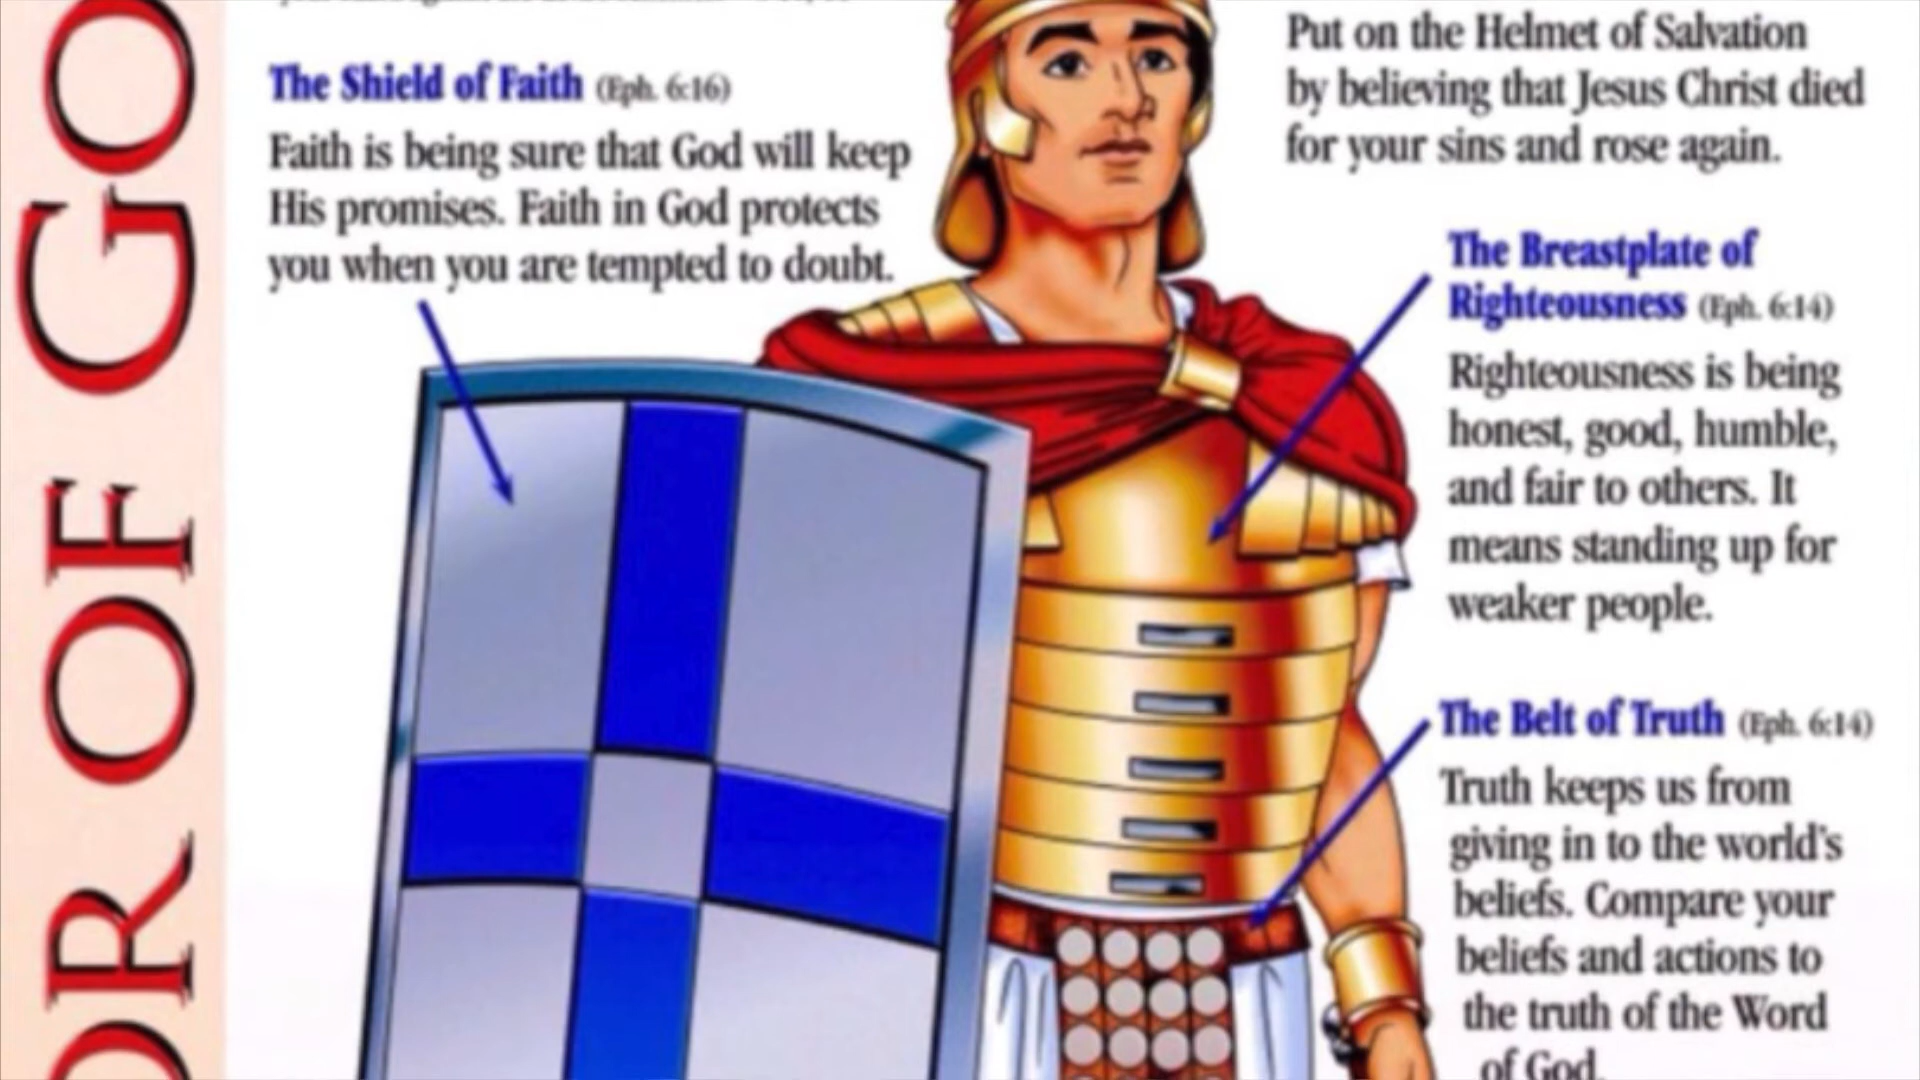 R OF GO
The Shield of Faith (Eph. 6:16)
Faith is being sure that God will keep
His promises. Faith in God protects
you when you are tempted to doubt.
Put on the Helmet of Salvation
by believing that Jesus Christ died
for your sins and rose again.
The Breastplate of
Righteousness (Eph. 6:14)
Righteousness is being
honest, good, humble,
and fair to others. It
means standing up for
weaker people.
The Belt of Truth (Eph. 6:14)
Truth keeps us from
giving in to the world's
beliefs. Compare your
beliefs and actions to
the truth of the Word
of God.